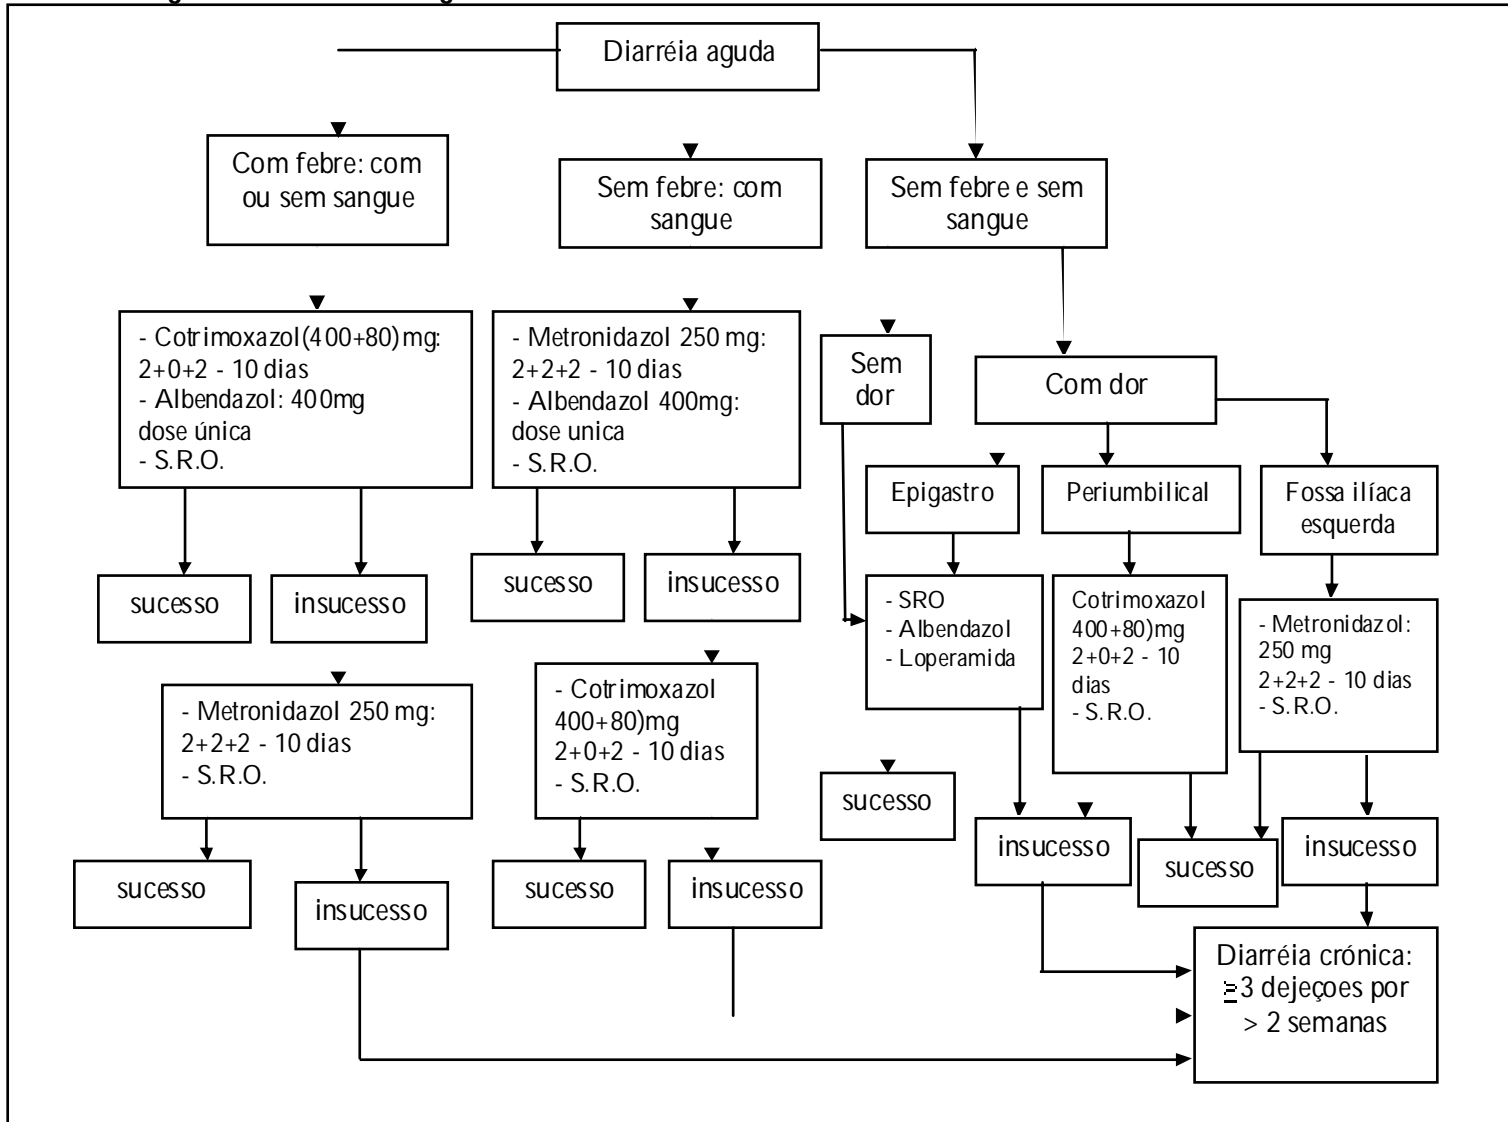 Diarréia aguda
Com febre: com
ou sem sangue
Sem febre: com
sangue
Sem febre e sem
sangue
- Cotrimoxazol(400+80)mg:
2+0+2 - 10 dias
- Albendazol: 400mg
dose única
- S.R.O.
- Metronidazol 250 mg:
2+2+2 - 10 dias
- Albendazol 400mg:
dose unica
- S.R.O.
Sem
dor
Com dor
Epigastro
Periumbilical
Fossa ilíaca
esquerda
sucesso
insucesso
sucesso
insucesso
- SRO
- Albendazol
- Loperamida
Cotrimoxazol
400+80)mg
2+0+2 - 10
dias
- S.R.O.
- Metronidazol:
250 mg
2+2+2 - 10 dias
- S.R.O.
- Metronidazol 250 mg:
2+2+2 - 10 dias
- S.R.O.
- Cotrimoxazol
400+80)mg
2+0+2 - 10 dias
- S.R.O.
sucesso
insucesso
sucesso
insucesso
sucesso
insucesso
sucesso
insucesso
Diarréia crónica:
≥3 dejeçoes por
> 2 semanas